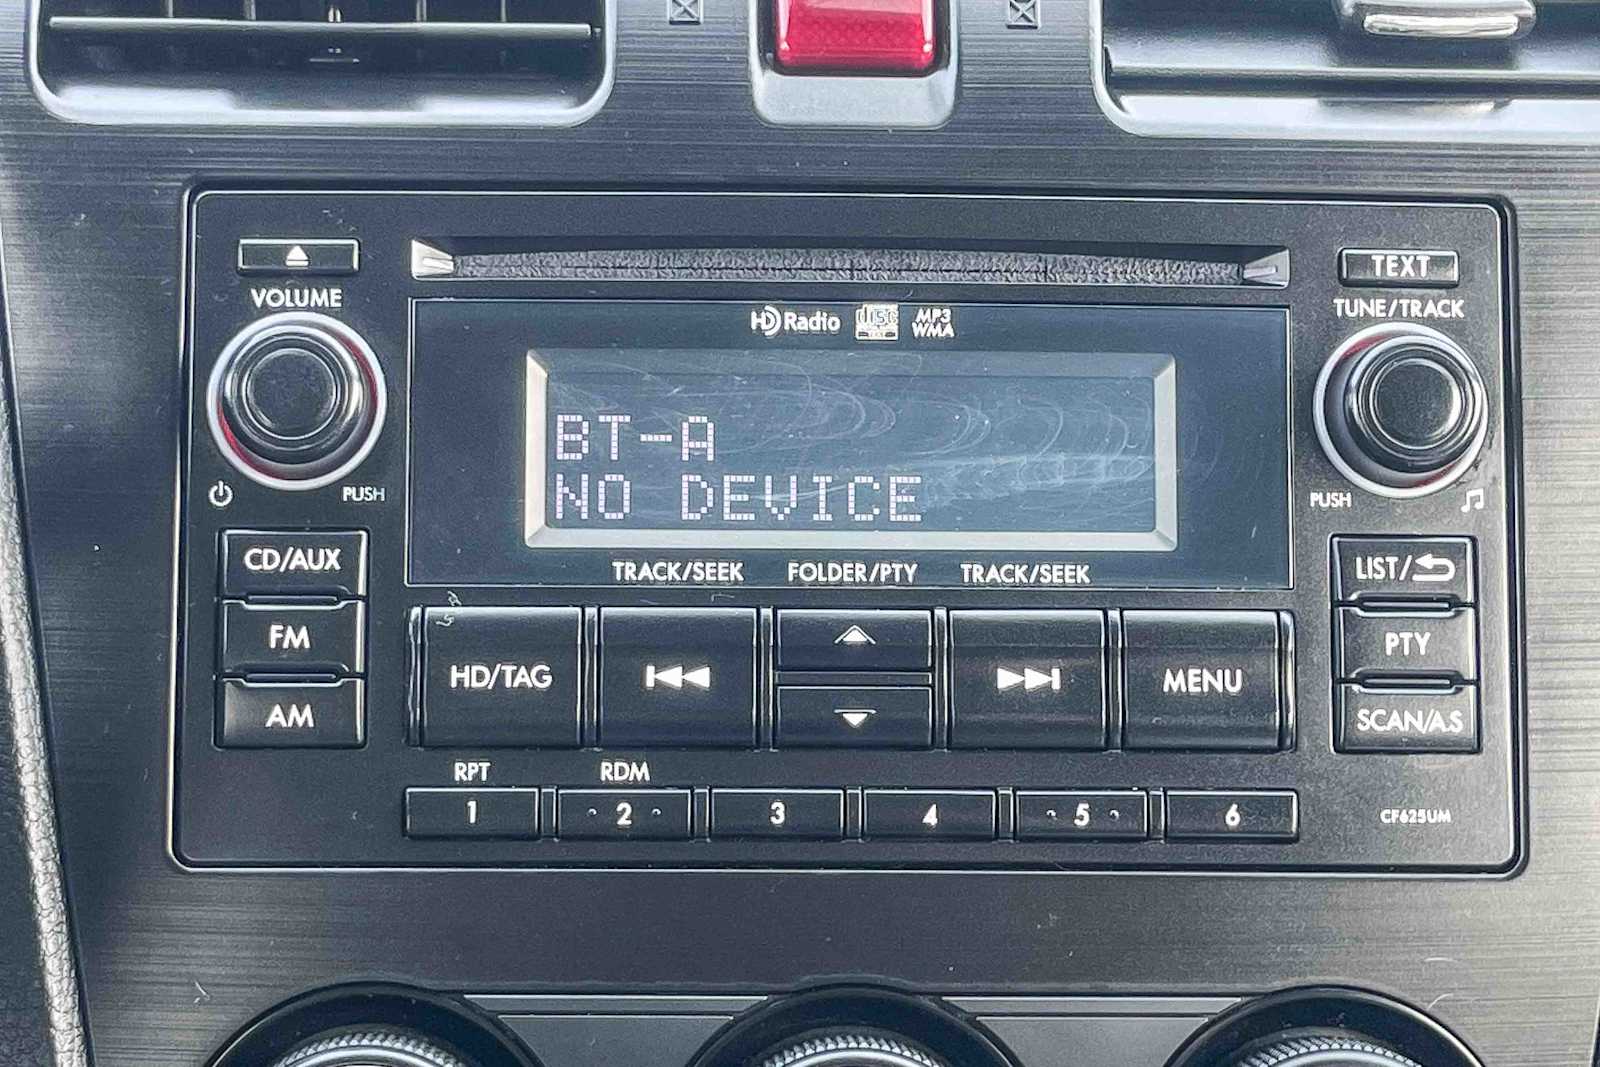 TEXT
VOLUME
TUNE/TRACK
HD Radio
disc
TEXT
MP3
WMA
BT-A
NO DEVICE
PUSH
PUSH
CD/AUX
FM
AM
TRACK/SEEK
FOLDER/PTY
TRACK/SEEK
LIST/
PTY
SCAN/A.S
HD/TAG
MENU
RPT
RDM
1
2
3
4
5
6
CF625UM